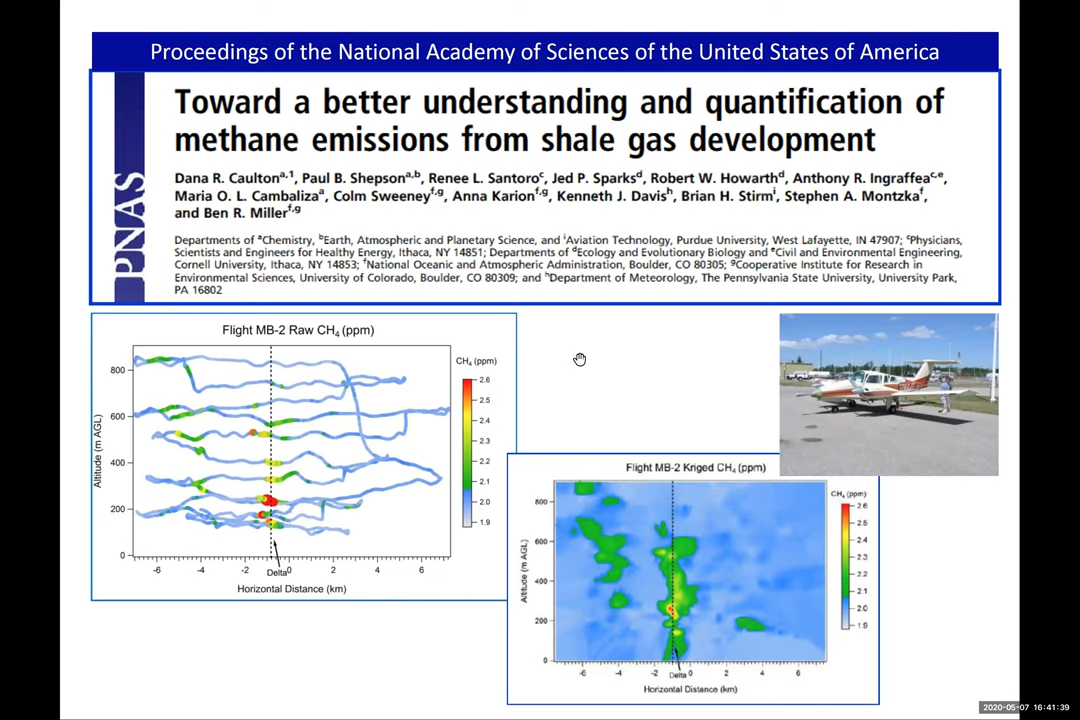 Proceedings of the National Academy of Sciences of the United States of America
PNAS
Toward a better understanding and quantification of
methane emissions from shale gas development
Dana R. Caulton^a,1, Paul B. Shepson^a,b, Renee L. Santoro^c, Jed P. Sparks^d, Robert W. Howarth^d, Anthony R. Ingraffea^c,e,
Maria O. L. Cambaliza^a, Colm Sweeney^f,g, Anna Karion^f,g, Kenneth J. Davis^h, Brian H. Stirm^i, Stephen A. Montzka^f,
and Ben R. Miller^f,g
Departments of ^aChemistry, ^bEarth, Atmospheric and Planetary Science, and ^iAviation Technology, Purdue University, West Lafayette, IN 47907; ^cPhysicians,
Scientists and Engineers for Healthy Energy, Ithaca, NY 14851; Departments of ^dEcology and Evolutionary Biology and ^eCivil and Environmental Engineering,
Cornell University, Ithaca, NY 14853; ^fNational Oceanic and Atmospheric Administration, Boulder, CO 80305; ^gCooperative Institute for Research in
Environmental Sciences, University of Colorado, Boulder, CO 80309; and ^hDepartment of Meteorology, The Pennsylvania State University, University Park,
PA 16802
Flight MB-2 Raw CH4 (ppm)
CH4 (ppm)
2.6
2.5
2.4
2.3
2.2
2.1
2.0
1.9
Altitude (m AGL)
800
600
400
200
0
-6 -4 -2 0 2 4 6
Delta
Horizontal Distance (km)
Flight MB-2 Kriged CH4 (ppm)
CH4 (ppm)
2.6
2.5
2.4
2.3
2.2
2.1
2.0
1.9
Altitude (m AGL)
800
600
400
200
0
-6 -4 -2 0 2 4 6
Delta
Horizontal Distance (km)
2020-05-07 16:41:39